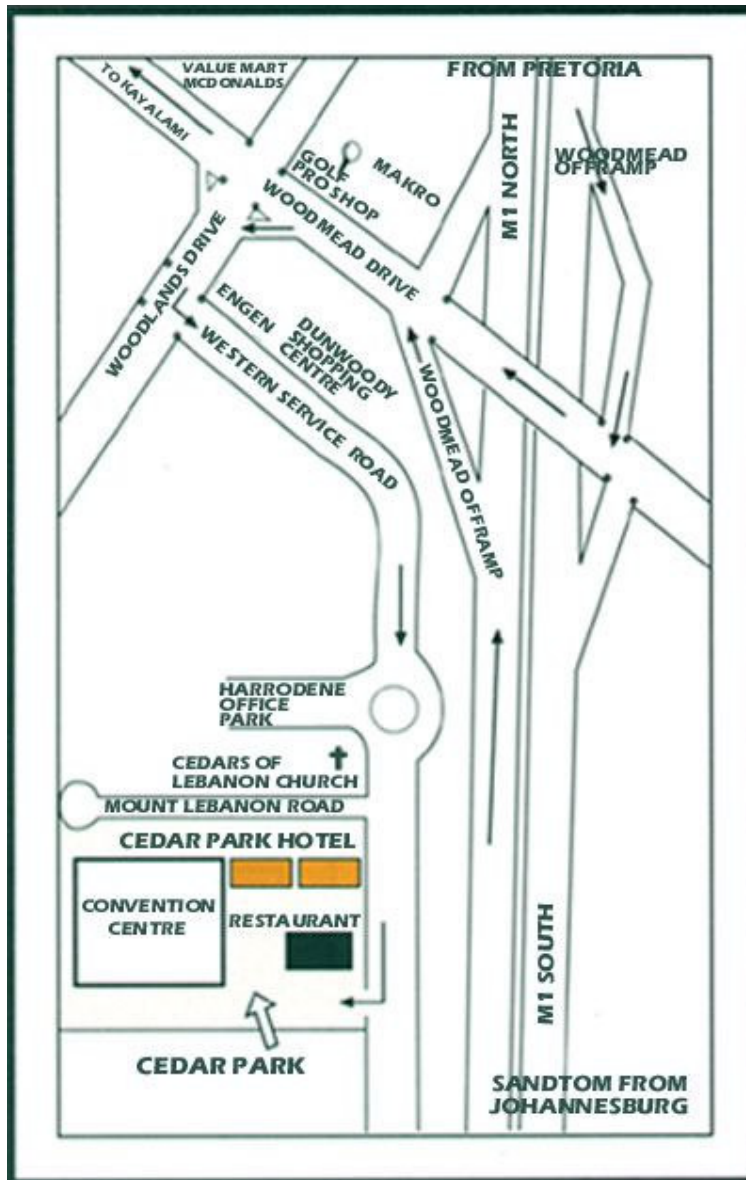 VALUE MART
MCDONALDS
FROM PRETORIA
TO KAYALAMI
M1 NORTH
WOODMEAD
OFFRAMP
GOLF
PRO SHOP
MAKRO
WOODMEAD DRIVE
WOODLANDS DRIVE
ENGEN
DUNWOODY
SHOPPING
CENTRE
WESTERN SERVICE ROAD
WOODMEAD OFFRAMP
HARRODENE
OFFICE
PARK
CEDARS OF
LEBANON CHURCH
MOUNT LEBANON ROAD
CEDAR PARK HOTEL
CONVENTION
CENTRE
RESTAURANT
M1 SOUTH
CEDAR PARK
SANDTOM FROM
JOHANNESBURG